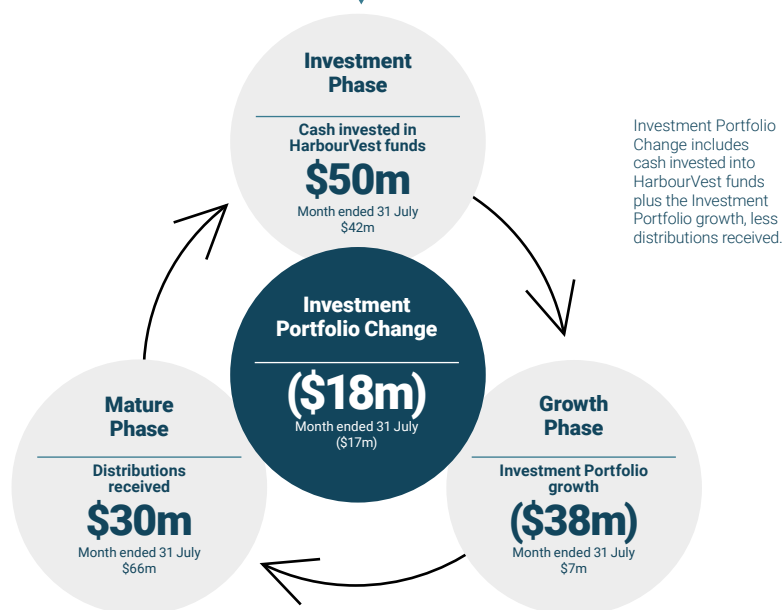 Investment
Phase
Cash invested in
HarbourVest funds
$50m
Month ended 31 July
$42m
Investment Portfolio
Change includes
cash invested into
HarbourVest funds
plus the Investment
Portfolio growth, less
distributions received.
Investment
Portfolio Change
($18m)
Month ended 31 July
($17m)
Mature
Phase
Distributions
received
$30m
Month ended 31 July
$66m
Growth
Phase
Investment Portfolio
growth
($38m)
Month ended 31 July
$7m